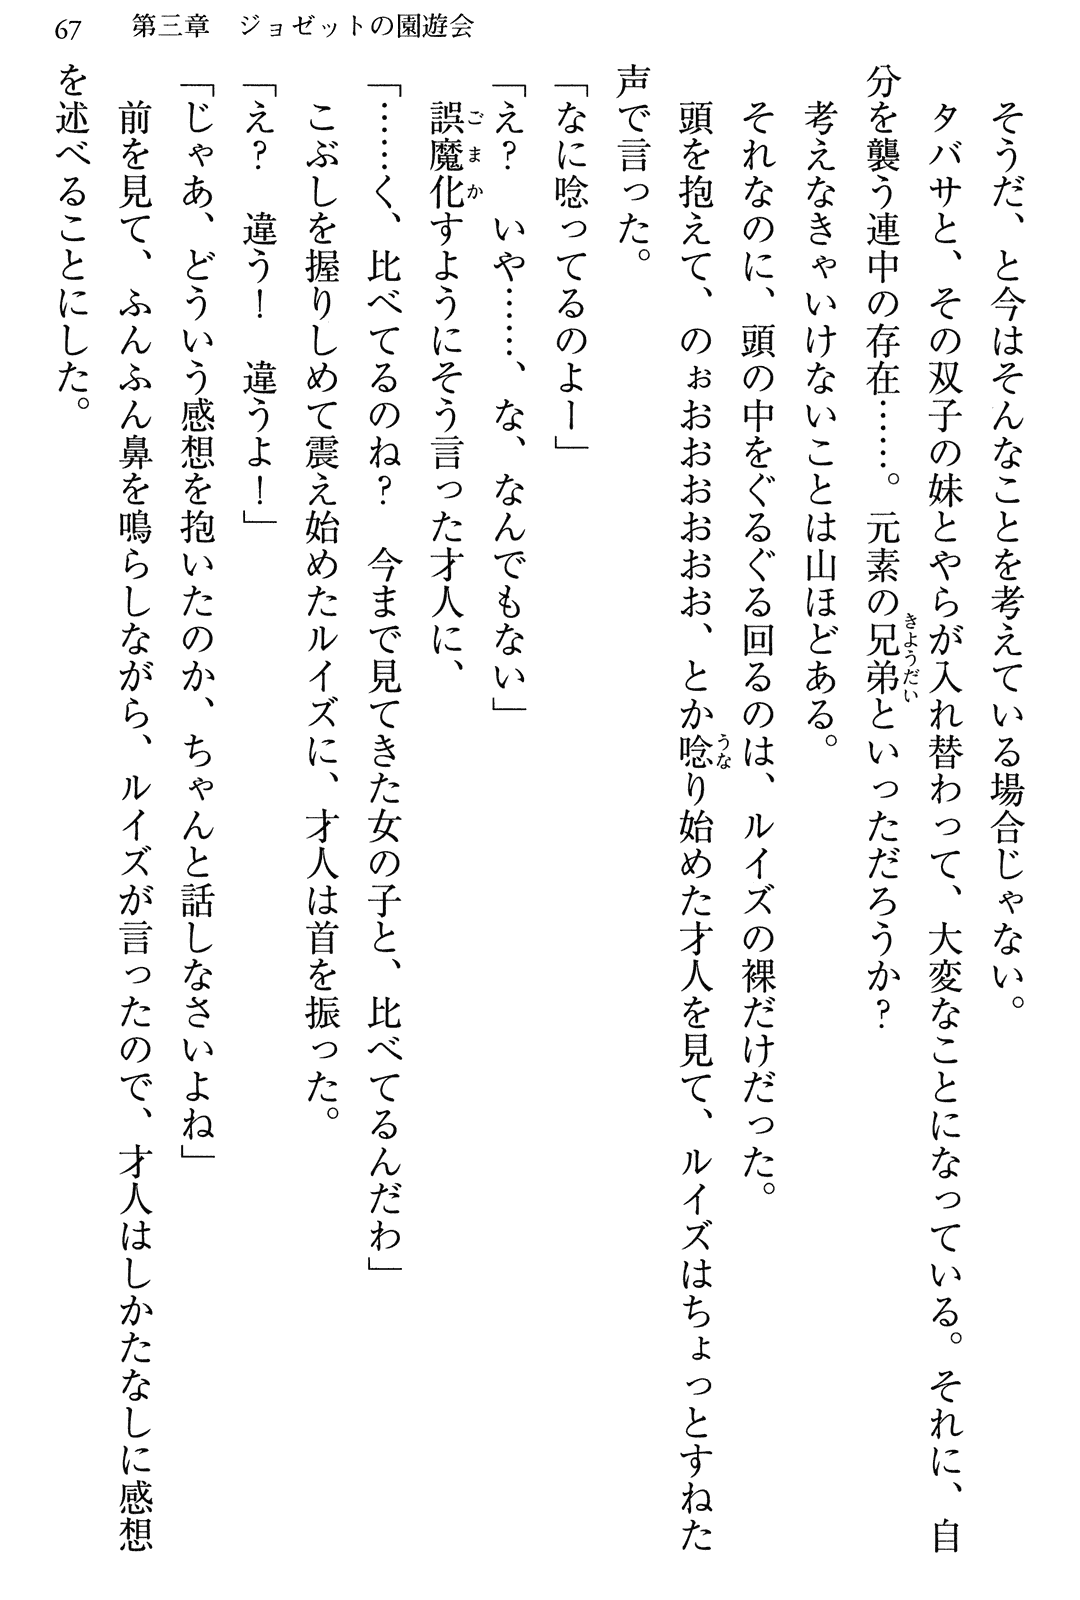 67　第三章　ジョゼットの園遊会
そうだ、と今はそんなことを考えている場合じゃない。
タバサと、その双子の妹とやらが入れ替わって、大変なことになっている。それに、自
分を襲う連中の存在……。元素の兄弟といっただろうか？
考えなきゃいけないことは山ほどある。
それなのに、頭の中をぐるぐる回るのは、ルイズの裸だけだった。
頭を抱えて、のぉおおおおお、とか唸り始めた才人を見て、ルイズはちょっとすねた
声で言った。
「なに唸ってるのよー」
「え？　いや……、な、なんでもない」
誤魔化すようにそう言った才人に、
「……く、比べてるのね？　今まで見てきた女の子と、比べてるんだわ」
こぶしを握りしめて震え始めたルイズに、才人は首を振った。
「え？　違う！　違うよ！」
「じゃあ、どういう感想を抱いたのか、ちゃんと話しなさいよね」
前を見て、ふんふん鼻を鳴らしながら、ルイズが言ったので、才人はしかたなしに感想
を述べることにした。
きょうだい
うな
ごまか